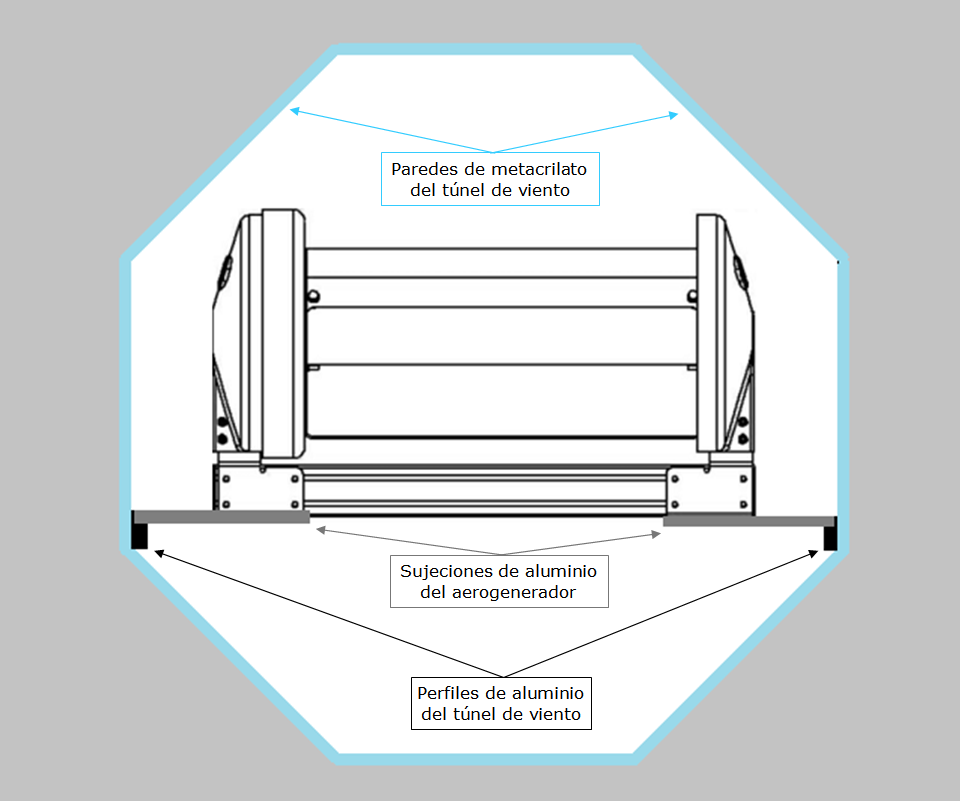 Paredes de metacrilato
del túnel de viento
Sujeciones de aluminio
del aerogenerador
Perfiles de aluminio
del túnel de viento